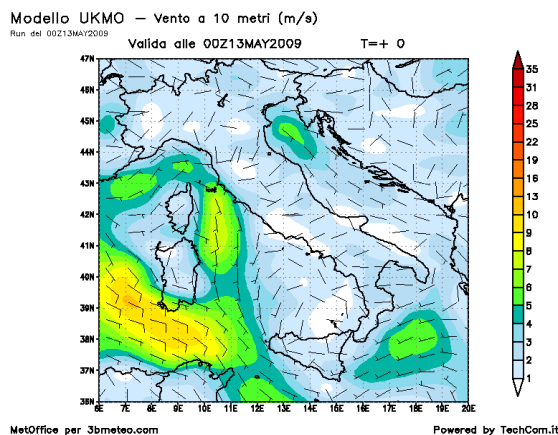 Modello UKMO – Vento a 10 metri (m/s)
Run del 00Z13MAY2009
Valida alle 00Z13MAY2009 T=+ 0
47N
46N
45N
44N
43N
42N
41N
40N
39N
38N
37N
36N
6E 7E 8E 9E 10E 11E 12E 13E 14E 15E 16E 17E 18E 19E 20E
35
31
28
25
22
19
16
13
10
9
8
7
6
5
4
3
2
1
MetOffice per 3bmeteo.com
Powered by TechCom.it